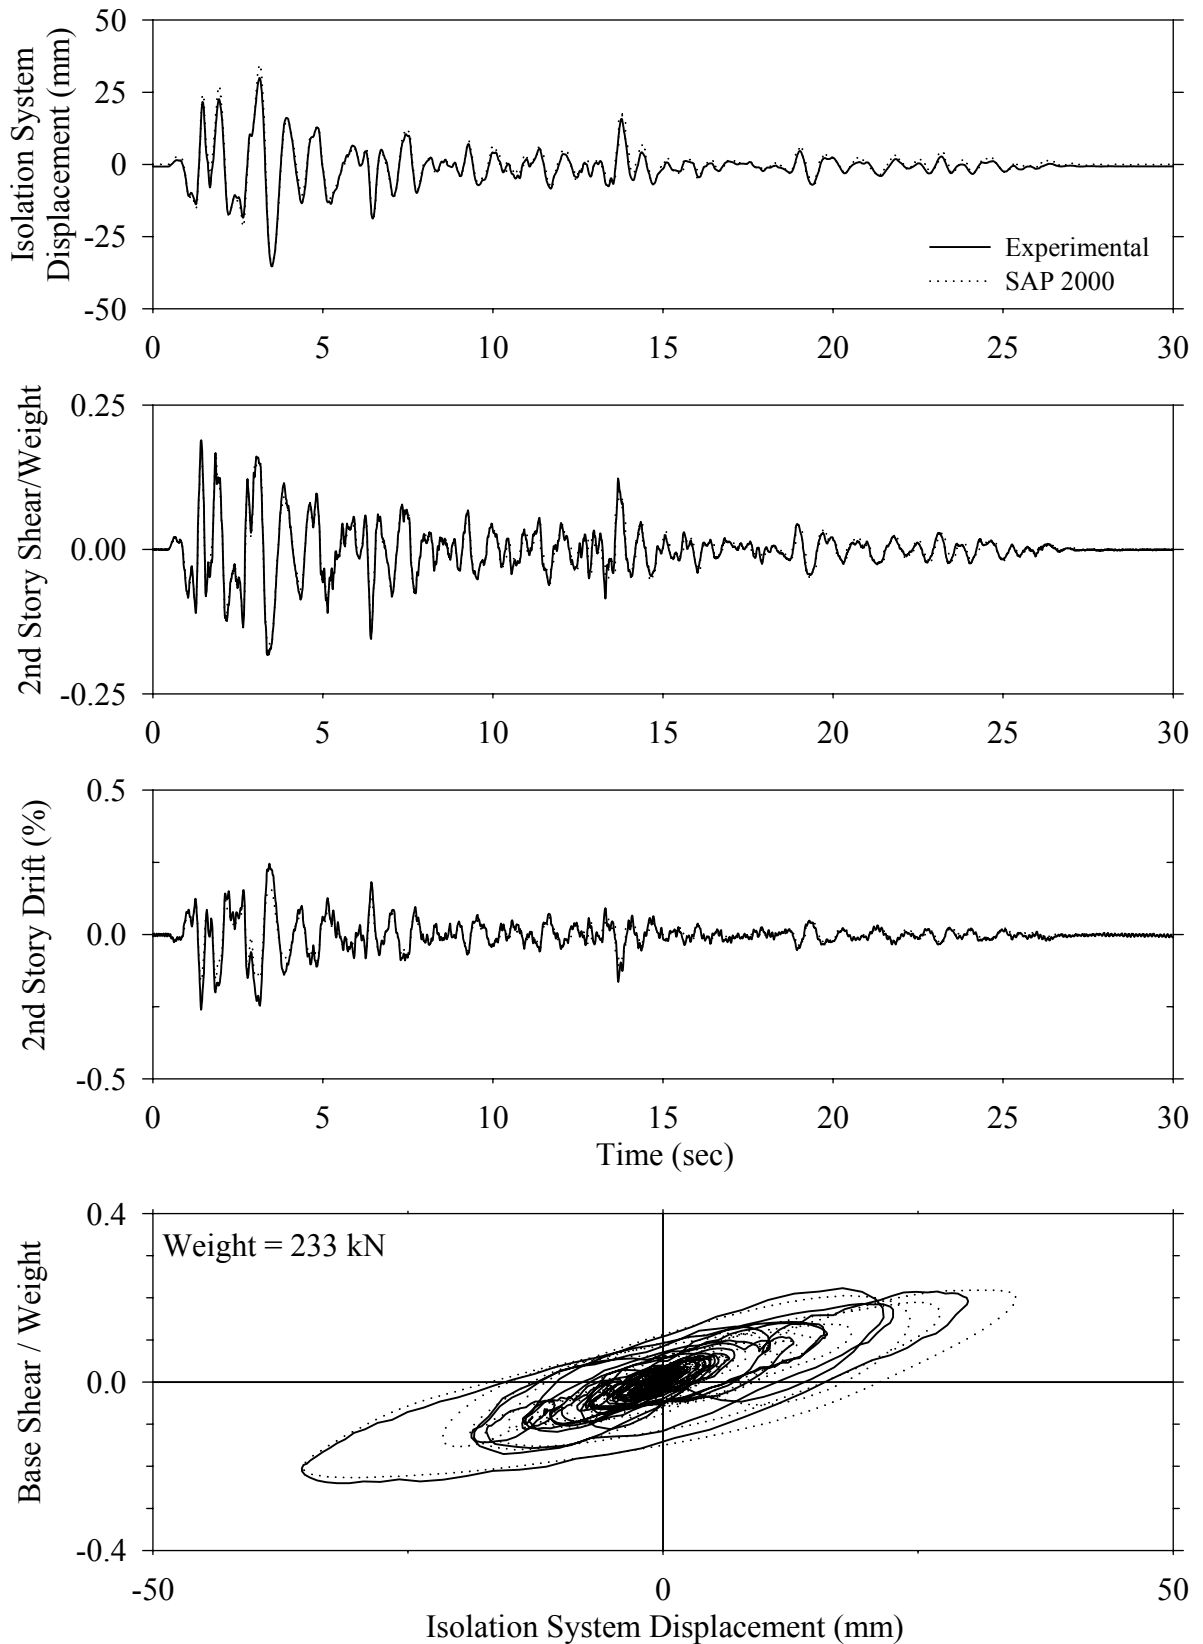 50
25
0
-25
-50
Isolation System
Displacement (mm)
Experimental
SAP 2000
0 5 10 15 20 25 30
0.25
0.00
-0.25
2nd Story Shear/Weight
0 5 10 15 20 25 30
0.5
0.0
-0.5
2nd Story Drift (%)
0 5 10 15 20 25 30
Time (sec)
0.4
0.0
-0.4
Base Shear / Weight
Weight = 233 kN
-50 0 50
Isolation System Displacement (mm)